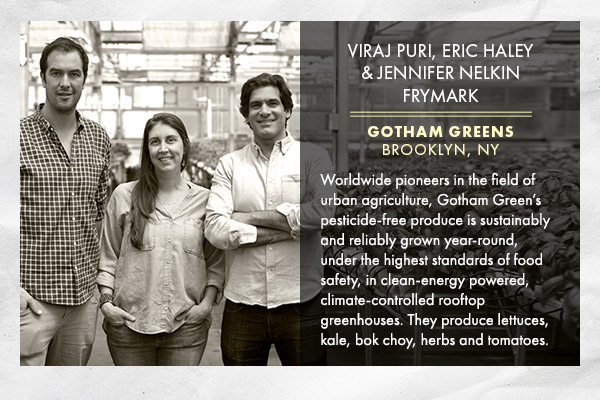 VIRAJ PURI, ERIC HALEY
& JENNIFER NELKIN
FRYMARK
GOTHAM GREENS
BROOKLYN, NY
Worldwide pioneers in the field of
urban agriculture, Gotham Green's
pesticide-free produce is sustainably
and reliably grown year-round,
under the highest standards of food
safety, in clean-energy powered,
climate-controlled rooftop
greenhouses. They produce lettuces,
kale, bok choy, herbs and tomatoes.